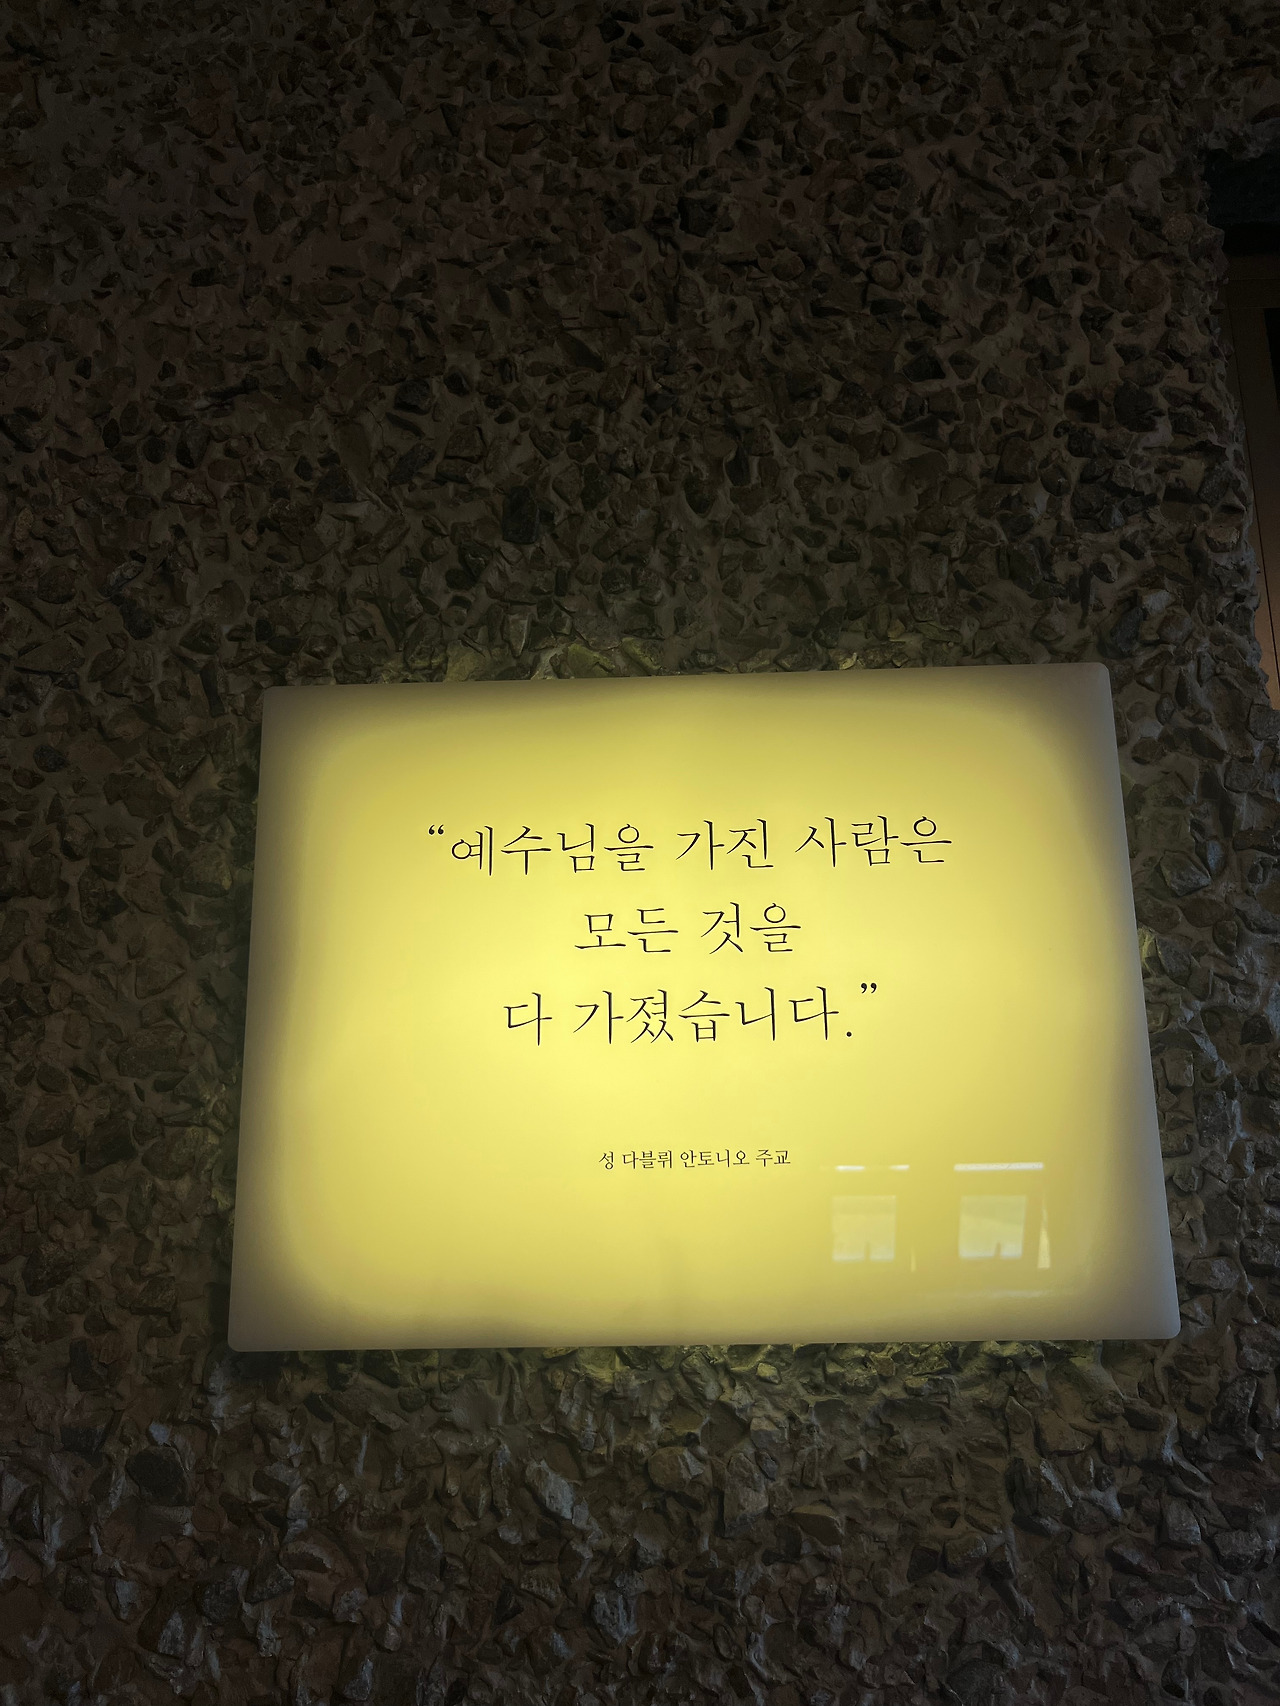 “예수님을 가진 사람은
모든 것을
다 가졌습니다.”
성 다블뤼 안토니오 주교